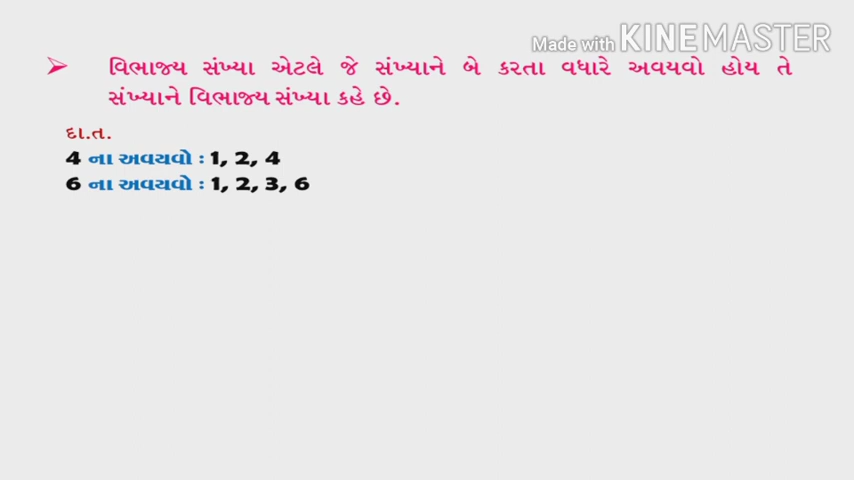 Made with KINEMASTER
➢ વિભાજ્ય સંખ્યા એટલે જે સંખ્યાને બે કરતા વધારે અવયવો હોય તે
સંખ્યાને વિભાજ્ય સંખ્યા કહે છે.
દા.ત.
4 ના અવયવો : 1, 2, 4
6 ના અવયવો : 1, 2, 3, 6